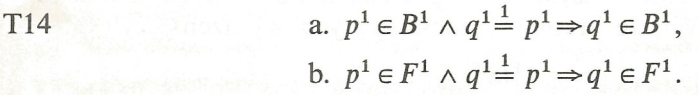 T14 a. p¹ ∈ B¹ ∧ q¹ ≟¹ p¹ ⇒ q¹ ∈ B¹,
b. p¹ ∈ F¹ ∧ q¹ ≟¹ p¹ ⇒ q¹ ∈ F¹.